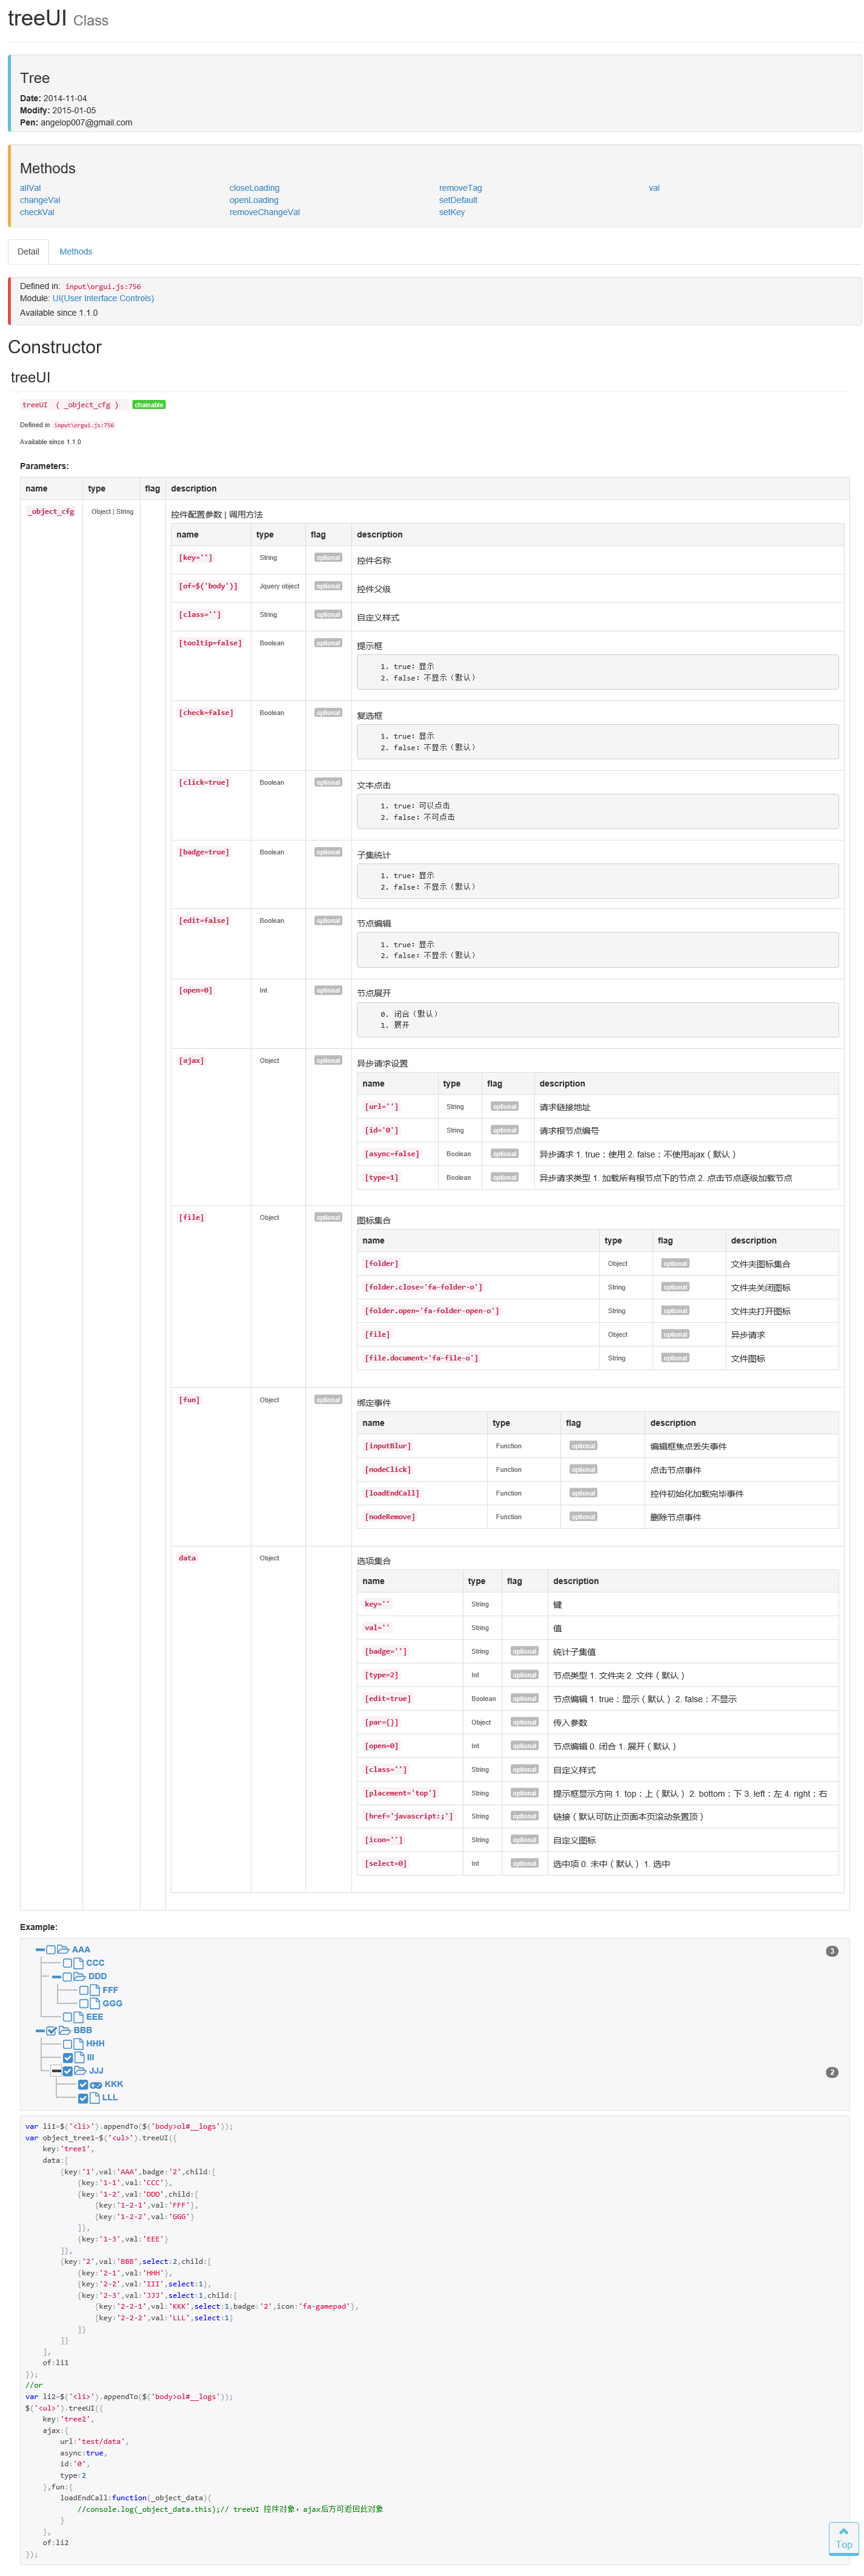 treeUI Class
Tree
Date: 2014-11-04
Modify: 2015-01-05
Pen: angelop007@gmail.com
Methods
allVal closeLoading removeTag val
changeVal openLoading setDefault
checkVal removeChangeVal setKey
Detail Methods
Defined in: input\orgui.js:756
Module: UI(User Interface Controls)
Available since 1.1.0
Constructor
treeUI
treeUI ( _object_cfg ) chainable
Defined in input\orgui.js:756
Available since 1.1.0
Parameters:
name type flag description
_object_cfg Object | String 控件配置参数 | 调用方法
name type flag description
[key=''] String optional 控件名称
[of=$('body')] Jquery object optional 控件父级
[class=''] String optional 自定义样式
[tooltip=false] Boolean optional 提示框
1. true: 显示
2. false: 不显示（默认）
[check=false] Boolean optional 复选框
1. true: 显示
2. false: 不显示（默认）
[click=true] Boolean optional 文本点击
1. true: 可以点击
2. false: 不可点击
[badge=true] Boolean optional 子集统计
1. true: 显示
2. false: 不显示（默认）
[edit=false] Boolean optional 节点编辑
1. true: 显示
2. false: 不显示（默认）
[open=0] Int optional 节点展开
0. 闭合（默认）
1. 展开
[ajax] Object optional 异步请求设置
name type flag description
[url=''] String optional 请求链接地址
[id='0'] String optional 请求根节点编号
[async=false] Boolean optional 异步请求 1. true：使用 2. false：不使用ajax（默认）
[type=1] Boolean optional 异步请求类型 1. 加载所有根节点下的节点 2. 点击节点逐级加载节点
[file] Object optional 图标集合
name type flag description
[folder] Object optional 文件夹图标集合
[folder.close='fa-folder-o'] String optional 文件夹关闭图标
[folder.open='fa-folder-open-o'] String optional 文件夹打开图标
[file] Object optional 异步请求
[file.document='fa-file-o'] String optional 文件图标
[fun] Object optional 绑定事件
name type flag description
[inputBlur] Function optional 编辑框焦点丢失事件
[nodeClick] Function optional 点击节点事件
[loadEndCall] Function optional 控件初始化加载完毕事件
[nodeRemove] Function optional 删除节点事件
data Object 选项集合
name type flag description
key='' String 键
val='' String 值
[badge=''] String optional 统计子集值
[type=2] Int optional 节点类型 1. 文件夹 2. 文件（默认）
[edit=true] Boolean optional 节点编辑 1. true：显示（默认） 2. false：不显示
[par={}] Object optional 传入参数
[open=0] Int optional 节点编辑 0. 闭合 1. 展开（默认）
[class=''] String optional 自定义样式
[placement='top'] String optional 提示框显示方向 1. top：上（默认） 2. bottom：下 3. left：左 4. right：右
[href='javascript:;'] String optional 链接（默认可防止页面本页滚动条置顶）
[icon=''] String optional 自定义图标
[select=0] Int optional 选中项 0. 未中（默认） 1. 选中
Example:
AAA 3
CCC
DDD
FFF
GGG
EEE
BBB
HHH
III
JJJ 2
KKK
LLL
var li1=$('<li>').appendTo($('body>ol#__logs'));
var object_tree1=$('<ul>').treeUI({
key:'tree1',
data:[
{key:'1',val:'AAA',badge:'2',child:[
{key:'1-1',val:'CCC'},
{key:'1-2',val:'DDD',child:[
{key:'1-2-1',val:'FFF'},
{key:'1-2-2',val:'GGG'}
]},
{key:'1-3',val:'EEE'}
]},
{key:'2',val:'BBB',select:2,child:[
{key:'2-1',val:'HHH'},
{key:'2-2',val:'III',select:1},
{key:'2-3',val:'JJJ',select:1,child:[
{key:'2-2-1',val:'KKK',select:1,badge:'2',icon:'fa-gamepad'},
{key:'2-2-2',val:'LLL',select:1}
]}
]}
],
of:li1
});
//or
var li2=$('<li>').appendTo($('body>ol#__logs'));
$('<ul>').treeUI({
key:'tree2',
ajax:{
url:'test/data',
async:true,
id:'0',
type:2
},fun:{
loadEndCall:function(_object_data){
//console.log(_object_data.this);// treeUI 控件对象，ajax后方可返回此对象
}
},
of:li2
});
Top